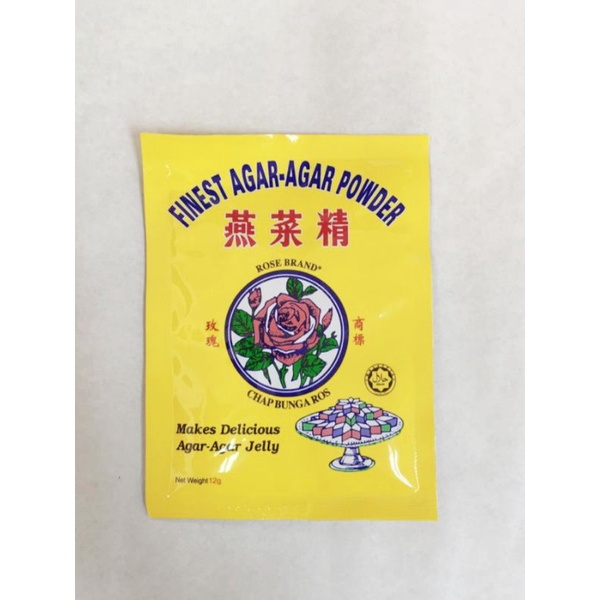 FINEST AGAR-AGAR POWDER
燕菜精
ROSE BRAND®
玫瑰
商標
CHAP BUNGA ROS
Makes Delicious
Agar-Agar Jelly
Net Weight 12g